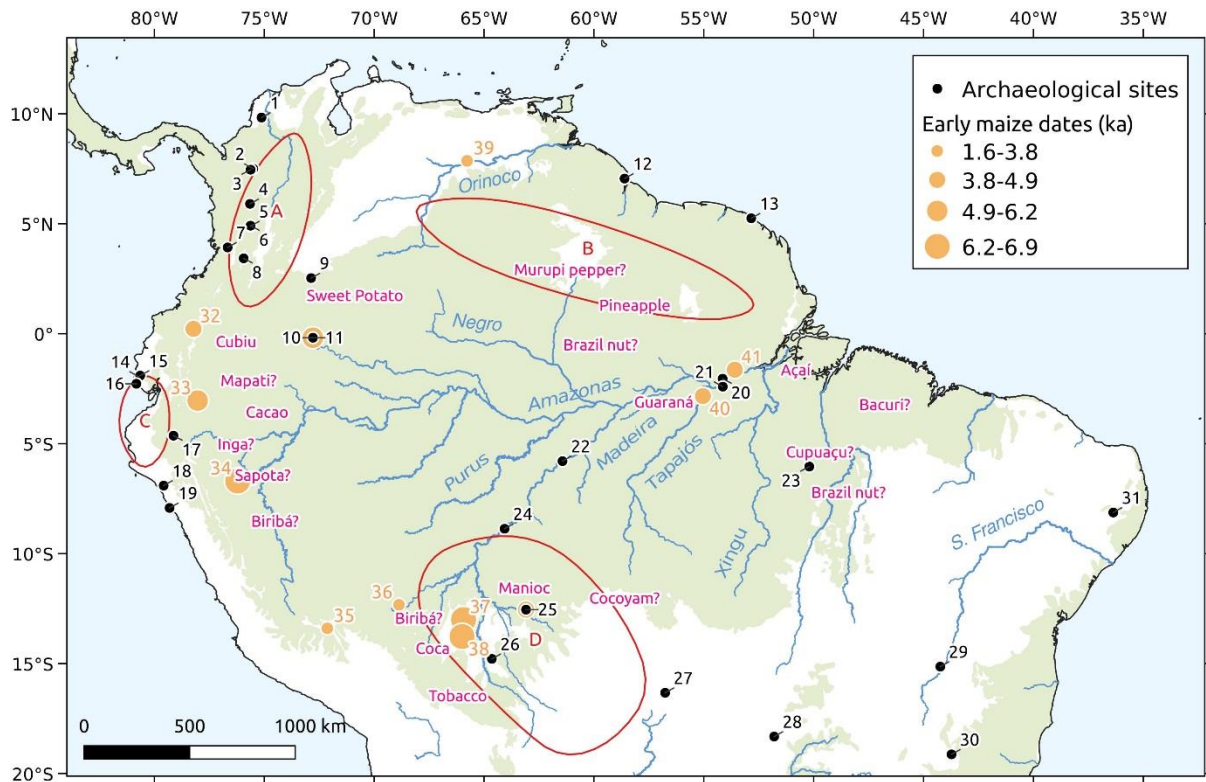 80°W 75°W 70°W 65°W 60°W 55°W 50°W 45°W 40°W 35°W
10°N
5°N
0°
5°S
10°S
15°S
20°S
Archaeological sites
Early maize dates (ka)
1.6-3.8
3.8-4.9
4.9-6.2
6.2-6.9
1
2
39
3
4
Orinoco
12
5
A
13
7
6
B
8
9
Murupi pepper?
Sweet Potato
Pineapple
32
Negro
10
11
Cubiu
Brazil nut?
14
15
41
16
Mapati?
21
Açaí
33
Amazonas
20
Cacao
Guaraná
40
Bacuri?
C
Inga?
Madeira
17
22
Tapajós
Cupuaçu?
34
Sapota?
Purus
23
18
Brazil nut?
19
Biribá?
24
Xingu
S. Francisco
31
36
Manioc
Cocoyam?
35
Biribá?
37
25
Coca
38
D
26
29
27
Tobacco
28
30
0 500 1000 km